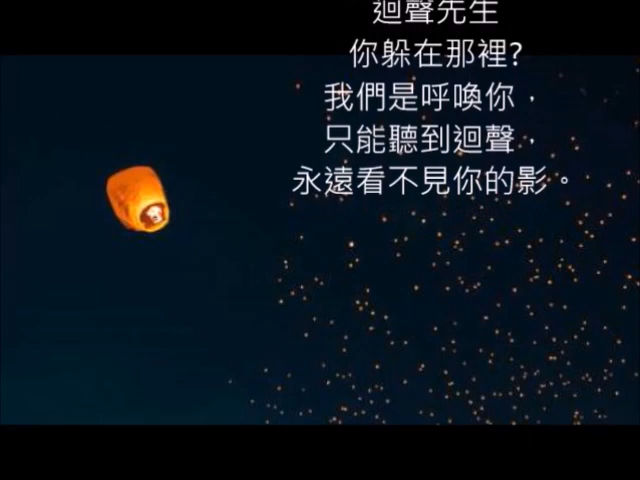 迴聲先生
你躲在那裡?
我們是呼喚你，
只能聽到迴聲，
永遠看不見你的影。